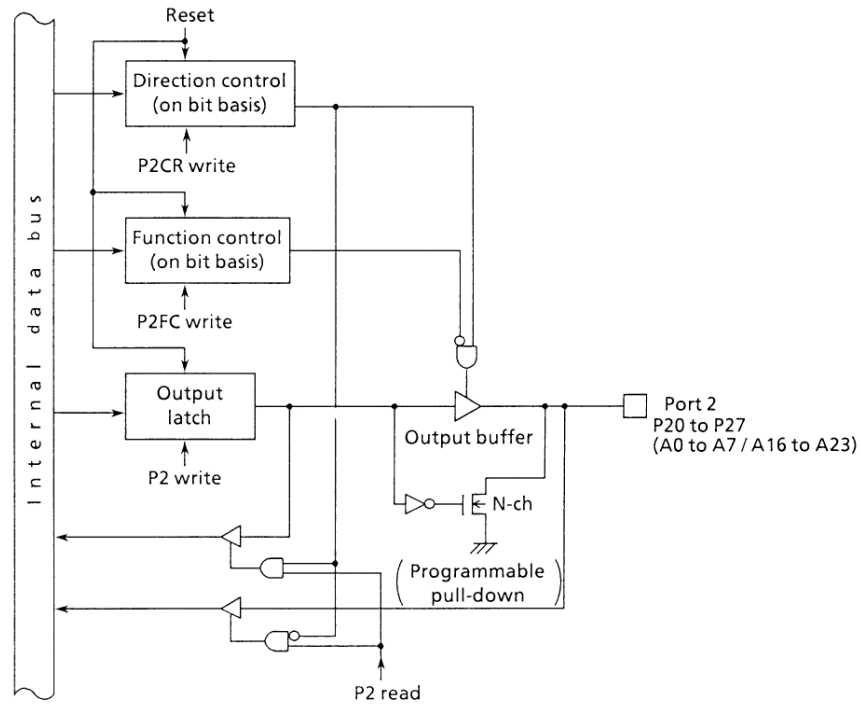 Reset
Direction control
(on bit basis)
P2CR write
Internal data bus
Function control
(on bit basis)
P2FC write
Output
latch
P2 write
Output buffer
Port 2
P20 to P27
(A0 to A7 / A16 to A23)
N-ch
(Programmable
pull-down)
P2 read